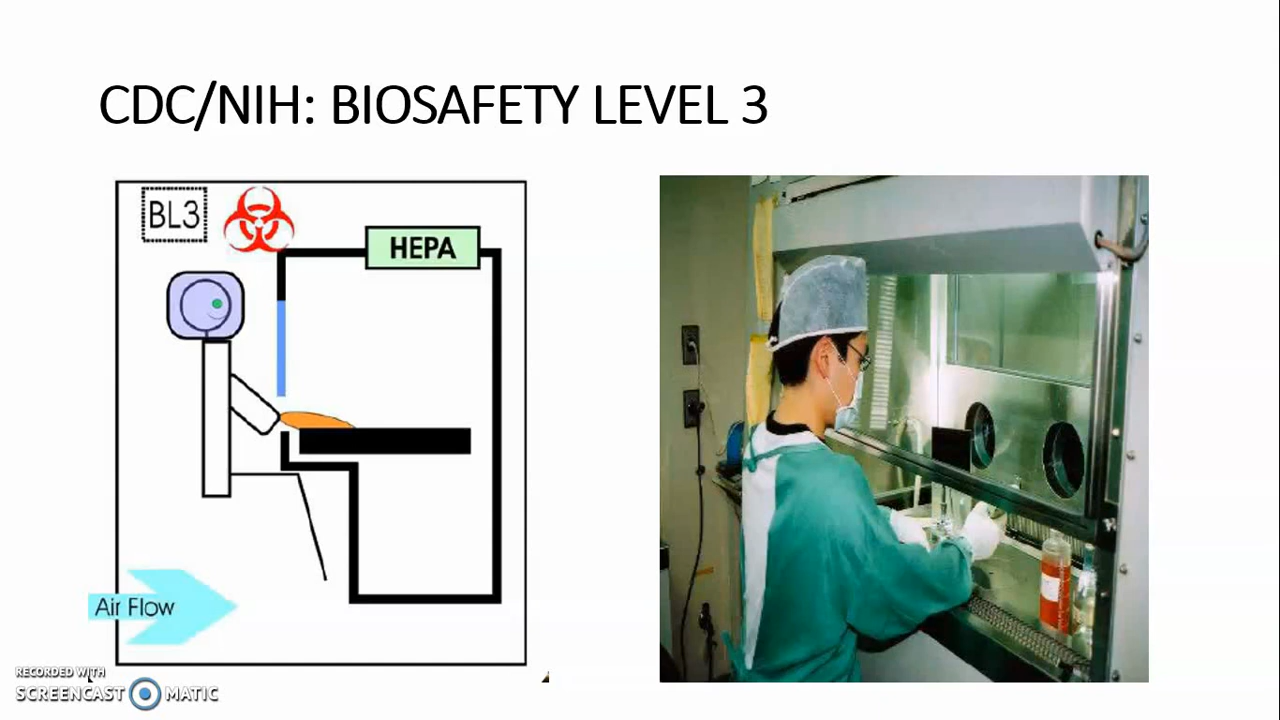 CDC/NIH: BIOSAFETY LEVEL 3
BL3
HEPA
Air Flow
RECORDED WITH
SCREENCAST MATIC